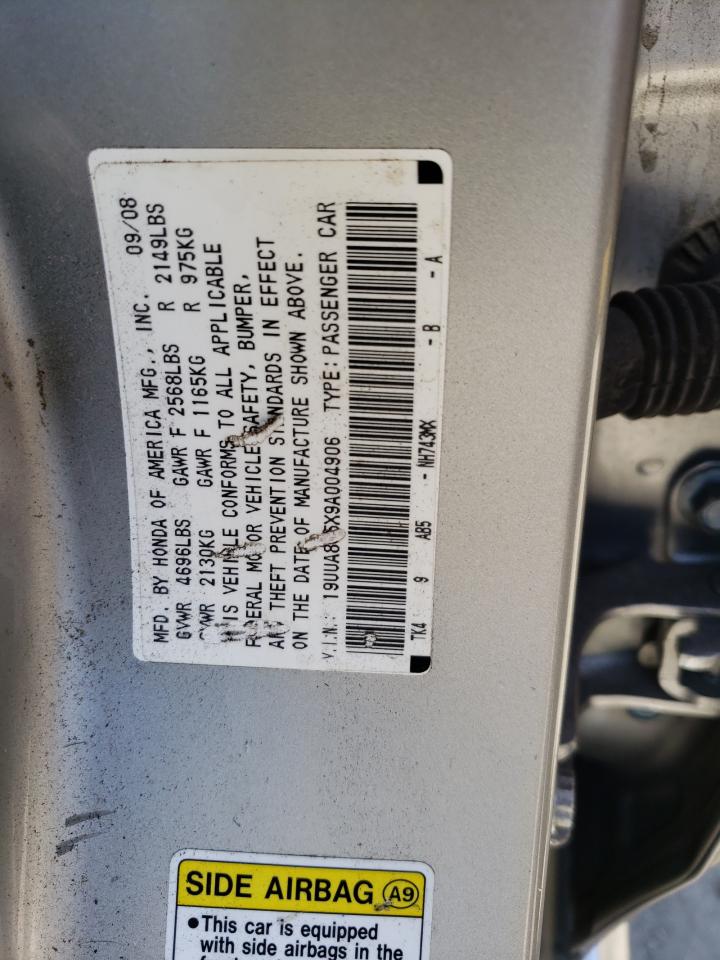 MFD. BY HONDA OF AMERICA MFG., INC. 09/08
GVWR 4696LBS GAWR F 2568LBS R 2149LBS
GVWR 2130KG GAWR F 1165KG R 975KG
IS VEHICLE CONFORMS TO ALL APPLICABLE
FEDERAL MOTOR VEHICLE SAFETY, BUMPER,
AND THEFT PREVENTION STANDARDS IN EFFECT
ON THE DATE OF MANUFACTURE SHOWN ABOVE.
V.I.N.: TYPE: PASSENGER CAR
TK4 9 AB5 - NH743MX - B - A
SIDE AIRBAG A9
● This car is equipped
with side airbags in the